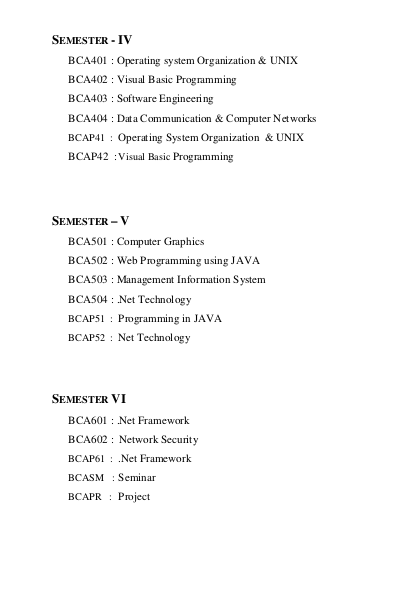 SEMESTER - IV
BCA401 : Operating system Organization & UNIX
BCA402 : Visual Basic Programming
BCA403 : Software Engineering
BCA404 : Data Communication & Computer Networks
BCAP41 : Operating System Organization & UNIX
BCAP42 : Visual Basic Programming
SEMESTER – V
BCA501 : Computer Graphics
BCA502 : Web Programming using JAVA
BCA503 : Management Information System
BCA504 : .Net Technology
BCAP51 : Programming in JAVA
BCAP52 : Net Technology
SEMESTER VI
BCA601 : .Net Framework
BCA602 : Network Security
BCAP61 : .Net Framework
BCASM : Seminar
BCAPR : Project